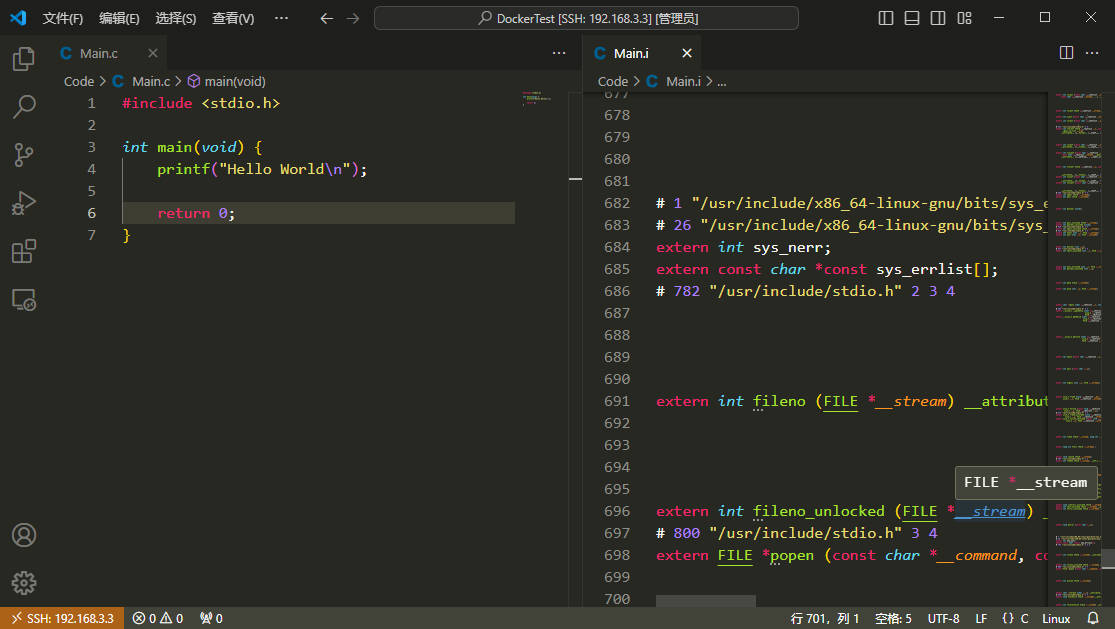 文件(F) 编辑(E) 选择(S) 查看(V) ··· DockerTest [SSH: 192.168.3.3] [管理员]
C Main.c
Code > C Main.c > main(void)
1 #include <stdio.h>
2
3 int main(void) {
4 printf("Hello World\n");
5
6 return 0;
7 }
C Main.i
Code > C Main.i > ...
677
678
679
680
681
682 # 1 "/usr/include/x86_64-linux-gnu/bits/sys_e
683 # 26 "/usr/include/x86_64-linux-gnu/bits/sys_
684 extern int sys_nerr;
685 extern const char *const sys_errlist[];
686 # 782 "/usr/include/stdio.h" 2 3 4
687
688
689
690
691 extern int fileno (FILE *__stream) __attribut
692
693
694
695
FILE *__stream
696 extern int fileno_unlocked (FILE *__stream) _
697 # 800 "/usr/include/stdio.h" 3 4
698 extern FILE *popen (const char *__command, co
699
700
SSH: 192.168.3.3 0 0 0 行 701，列 1 空格: 5 UTF-8 LF {} C Linux